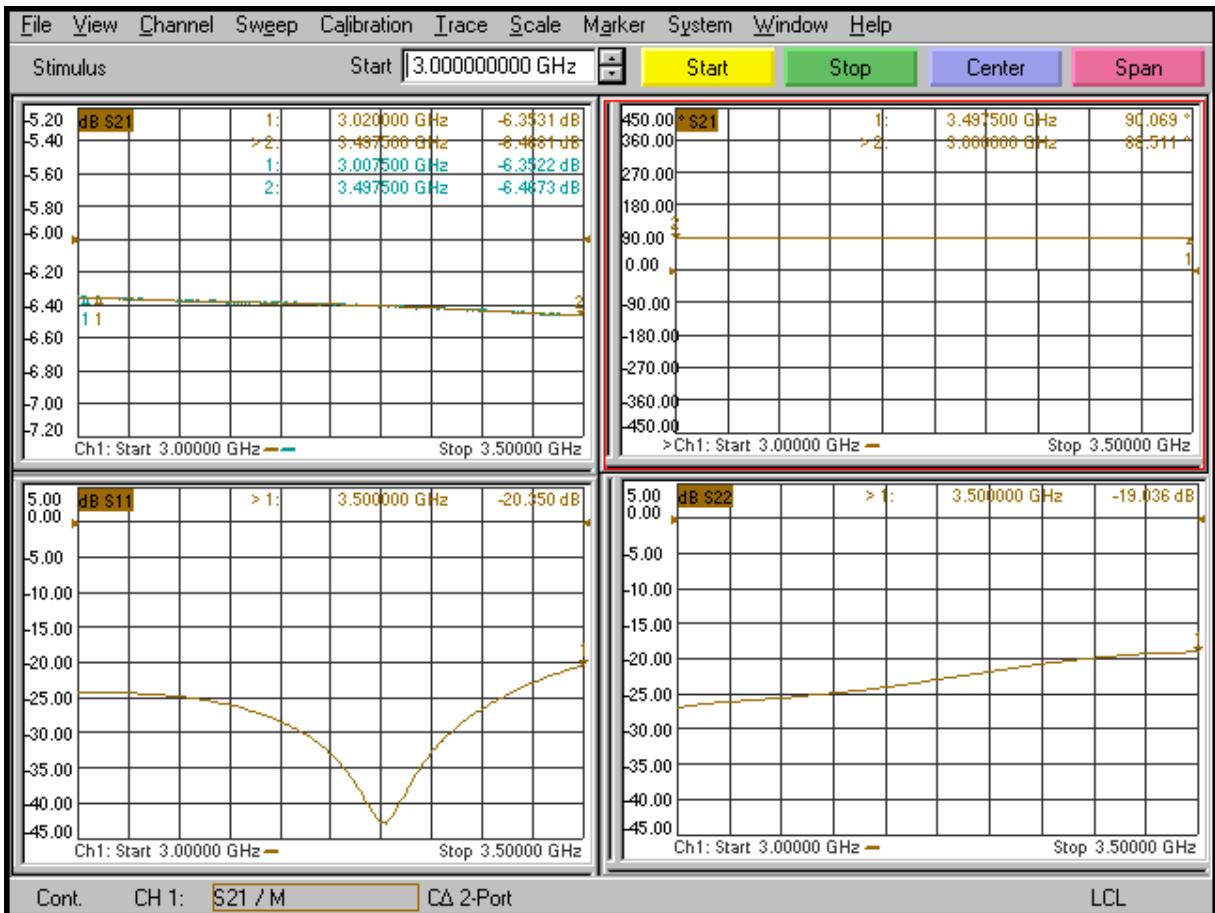 File View Channel Sweep Calibration Trace Scale Marker System Window Help
Stimulus Start 3.000000000 GHz Start Stop Center Span
dB S21
1: 3.020000 GHz -6.3531 dB
>2: 3.497500 GHz -6.4681 dB
1: 3.007500 GHz -6.3522 dB
2: 3.497500 GHz -6.4673 dB
-5.20
-5.40
-5.60
-5.80
-6.00
-6.20
-6.40
-6.60
-6.80
-7.00
-7.20
1 1
2
Ch1: Start 3.00000 GHz Stop 3.50000 GHz
° S21
1: 3.497500 GHz 90.069 °
>2: 3.000000 GHz 88.511 °
450.00
360.00
270.00
180.00
90.00
0.00
-90.00
-180.00
-270.00
-360.00
-450.00
2
1
>Ch1: Start 3.00000 GHz Stop 3.50000 GHz
dB S11
> 1: 3.500000 GHz -20.350 dB
5.00
0.00
-5.00
-10.00
-15.00
-20.00
-25.00
-30.00
-35.00
-40.00
-45.00
1
Ch1: Start 3.00000 GHz Stop 3.50000 GHz
dB S22
> 1: 3.500000 GHz -19.036 dB
5.00
0.00
-5.00
-10.00
-15.00
-20.00
-25.00
-30.00
-35.00
-40.00
-45.00
1
Ch1: Start 3.00000 GHz Stop 3.50000 GHz
Cont. CH 1: S21 / M CΔ 2-Port LCL